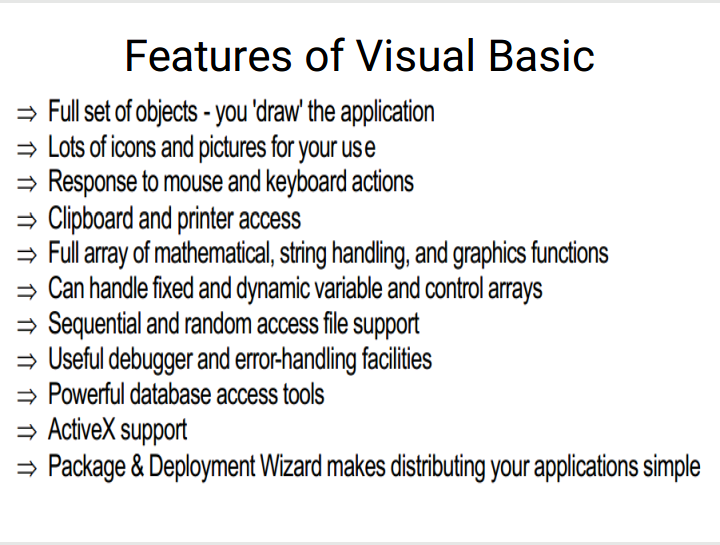 Features of Visual Basic
⇒ Full set of objects - you 'draw' the application
⇒ Lots of icons and pictures for your use
⇒ Response to mouse and keyboard actions
⇒ Clipboard and printer access
⇒ Full array of mathematical, string handling, and graphics functions
⇒ Can handle fixed and dynamic variable and control arrays
⇒ Sequential and random access file support
⇒ Useful debugger and error-handling facilities
⇒ Powerful database access tools
⇒ ActiveX support
⇒ Package & Deployment Wizard makes distributing your applications simple